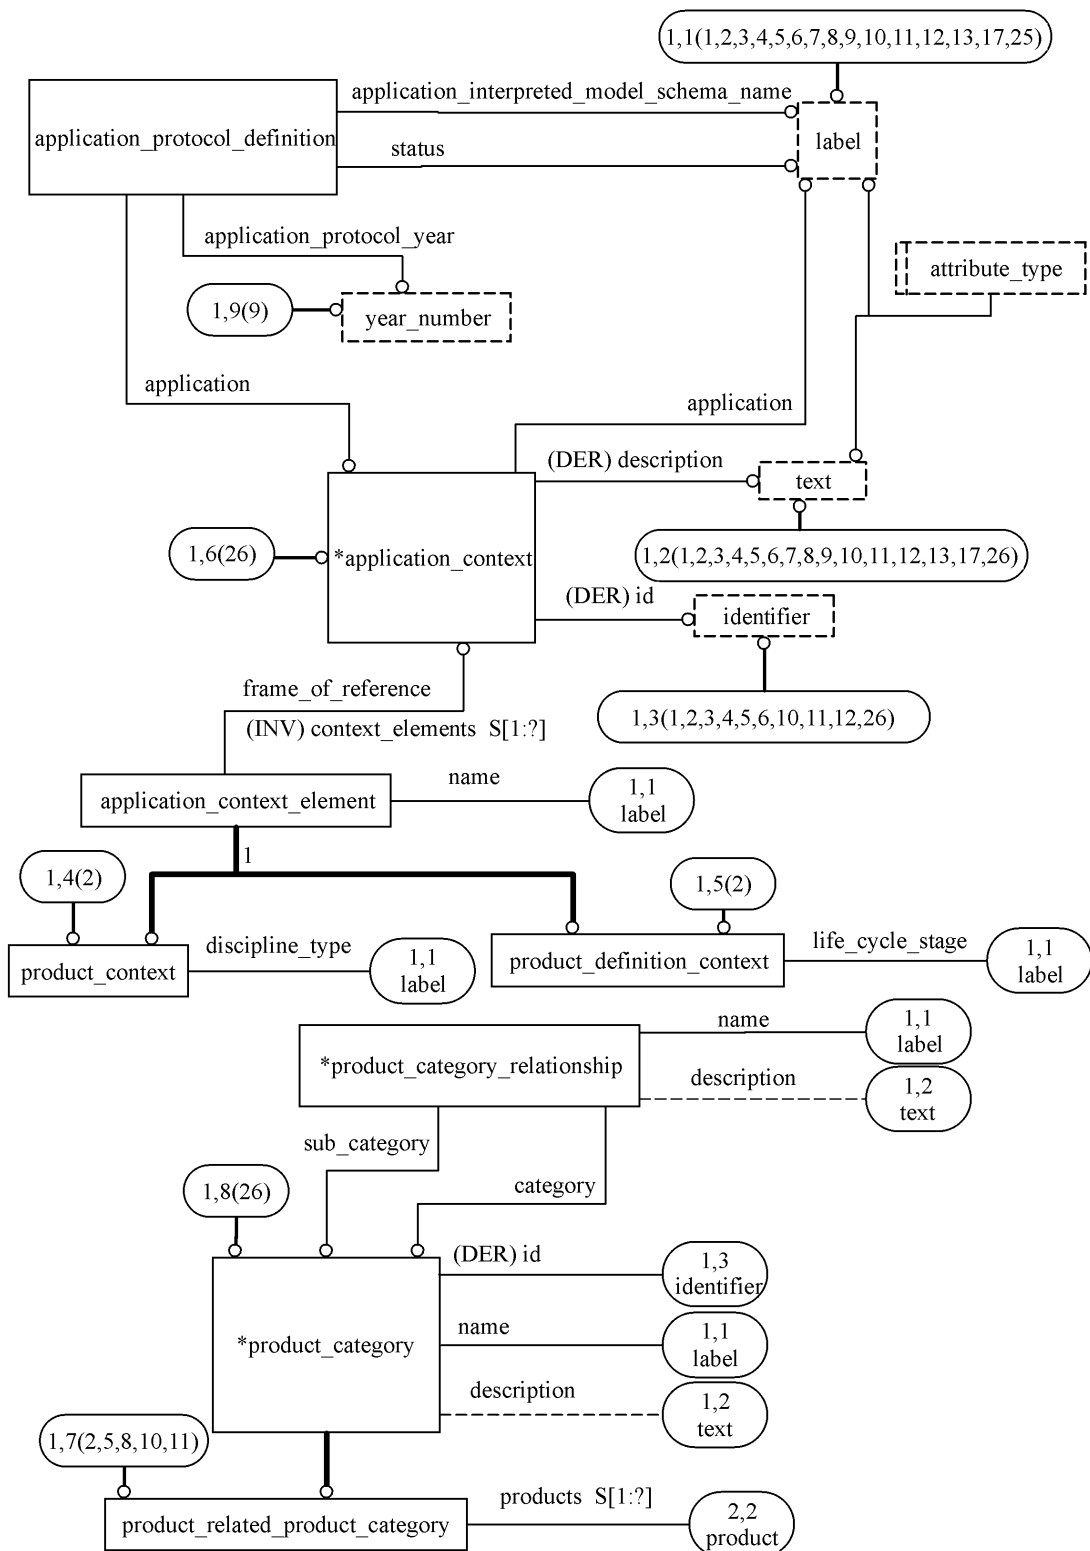 1,1(1,2,3,4,5,6,7,8,9,10,11,12,13,17,25)
application_interpreted_model_schema_name
application_protocol_definition
label
status
application_protocol_year
attribute_type
1,9(9)
year_number
application
application
(DER) description
text
1,6(26)
*application_context
1,2(1,2,3,4,5,6,7,8,9,10,11,12,13,17,26)
(DER) id
identifier
frame_of_reference
(INV) context_elements S[1:?]
1,3(1,2,3,4,5,6,10,11,12,26)
name
application_context_element
1,1
label
1
1,4(2)
1,5(2)
discipline_type
life_cycle_stage
product_context
1,1
label
product_definition_context
1,1
label
name
1,1
label
*product_category_relationship
description
1,2
text
sub_category
category
1,8(26)
(DER) id
1,3
identifier
name
*product_category
1,1
label
description
1,2
text
1,7(2,5,8,10,11)
products S[1:?]
product_related_product_category
2,2
product